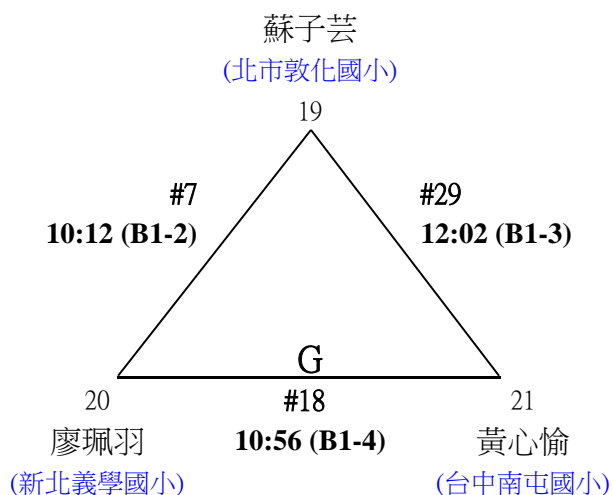 蘇子芸
(北市敦化國小)
19
#7
10:12 (B1-2)
#29
12:02 (B1-3)
G
20
#18
21
廖珮羽
10:56 (B1-4)
黃心愉
(新北義學國小)
(台中南屯國小)